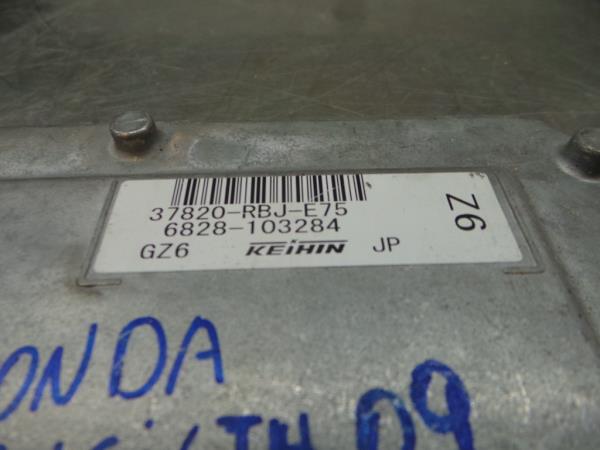 37820-RBJ-E75
6828-103284
GZ6 KEIHIN JP
Z6
ONDA
09